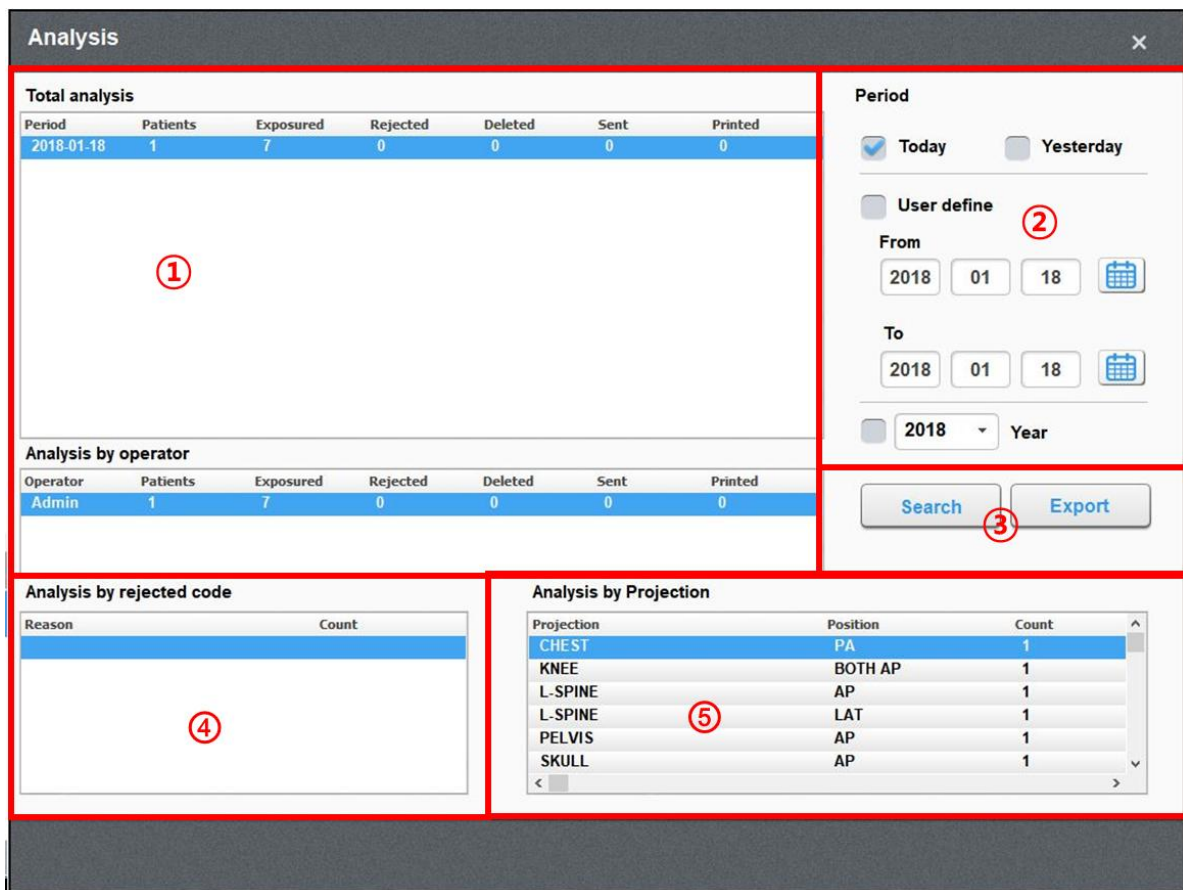 Analysis
Total analysis
Period Patients Exposured Rejected Deleted Sent Printed
2018-01-18 1 7 0 0 0 0
①
Analysis by operator
Operator Patients Exposured Rejected Deleted Sent Printed
Admin 1 7 0 0 0 0
Period
Today Yesterday
User define
②
From
2018 01 18
To
2018 01 18
2018 Year
Search Export
③
Analysis by rejected code
Reason Count
④
Analysis by Projection
Projection Position Count
CHEST PA 1
KNEE BOTH AP 1
L-SPINE AP 1
L-SPINE LAT 1
⑤
PELVIS AP 1
SKULL AP 1